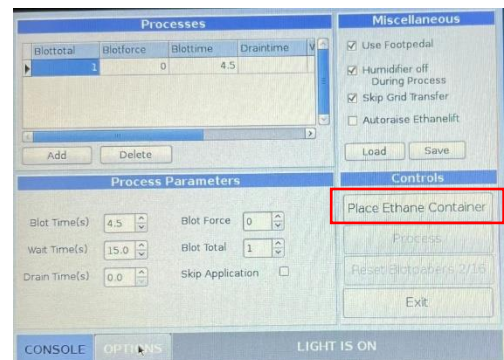 Processes
Blottotal Blotforce Blottime Draintime
1 0 4.5
Add Delete
Process Parameters
Blot Time(s) 4.5 Blot Force 0
Wait Time(s) 15.0 Blot Total 1
Drain Time(s) 0.0 Skip Application
Miscellaneous
Use Footpedal
Humidifier off
During Process
Skip Grid Transfer
Autoraise Ethanelift
Load Save
Controls
Place Ethane Container
Process
Reset Blotpapers 2/16
Exit
CONSOLE OPTIONS LIGHT IS ON